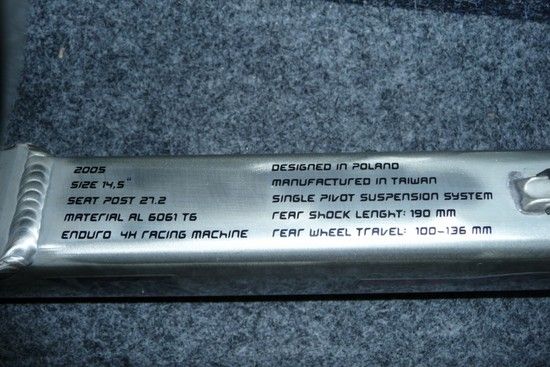 2005
SIZE 14,5"
SEAT POST 27.2
MATERIAL AL 6061 T6
ENDURO 4X RACING MACHINE
DESIGNED IN POLAND
MANUFACTURED IN TAIWAN
SINGLE PIVOT SUSPENSION SYSTEM
REAR SHOCK LENGHT: 190 MM
REAR WHEEL TRAVEL: 100-136 MM